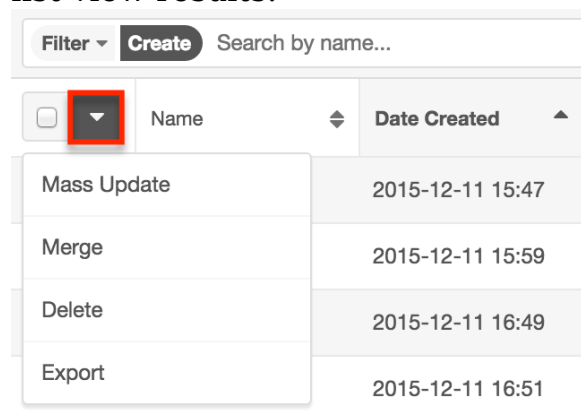 list view results.
Filter Create Search by name...
Name Date Created
Mass Update 2015-12-11 15:47
Merge 2015-12-11 15:59
Delete 2015-12-11 16:49
Export 2015-12-11 16:51